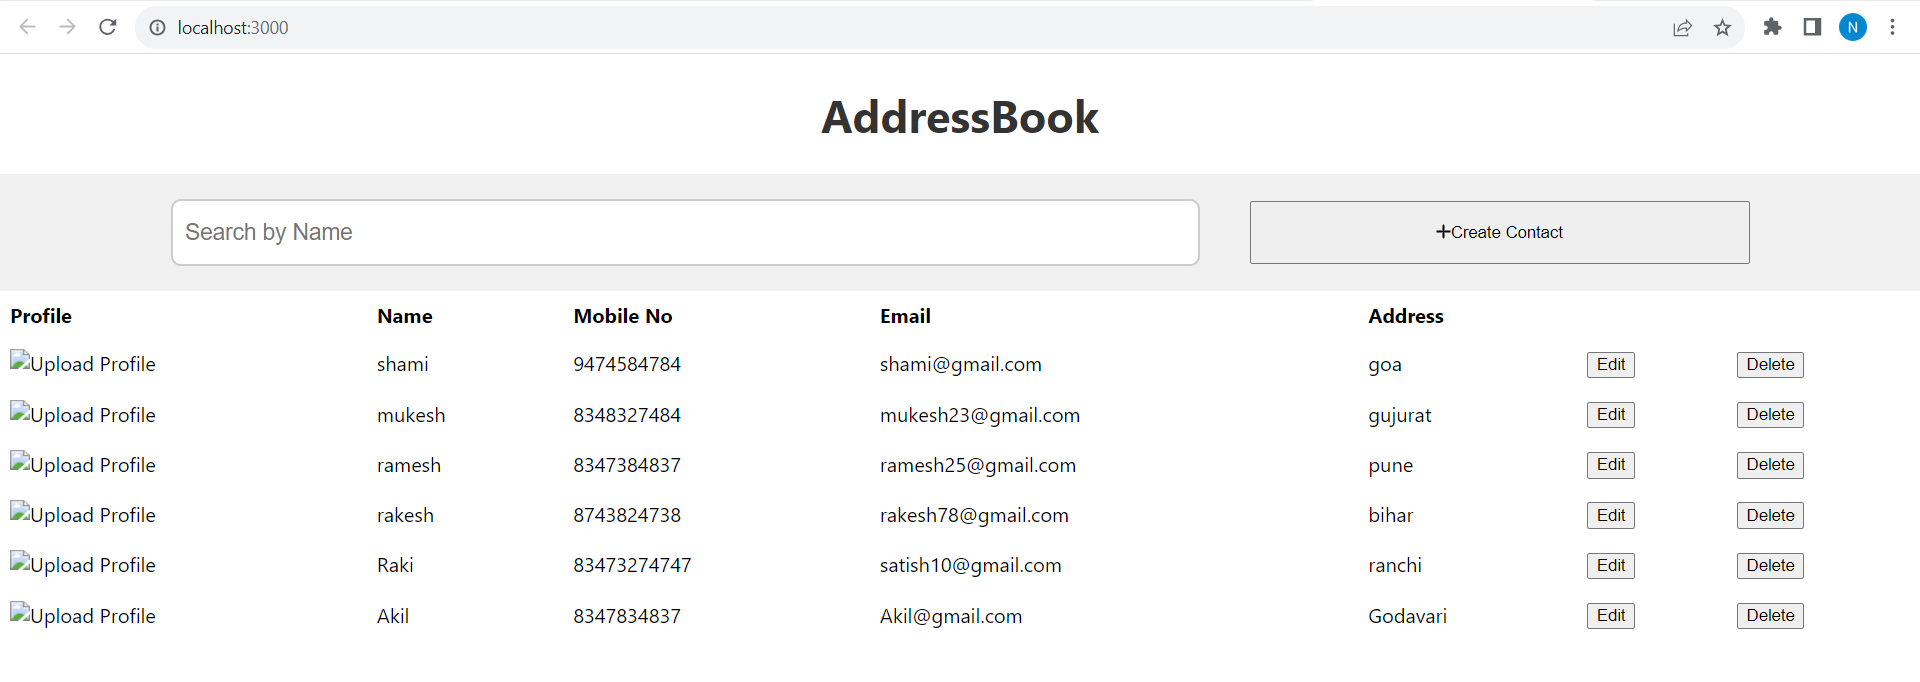 localhost:3000
N
AddressBook
Search by Name
+Create Contact
Profile Name Mobile No Email Address
Upload Profile shami 9474584784 shami@gmail.com goa Edit Delete
Upload Profile mukesh 8348327484 mukesh23@gmail.com gujurat Edit Delete
Upload Profile ramesh 8347384837 ramesh25@gmail.com pune Edit Delete
Upload Profile rakesh 8743824738 rakesh78@gmail.com bihar Edit Delete
Upload Profile Raki 83473274747 satish10@gmail.com ranchi Edit Delete
Upload Profile Akil 8347834837 Akil@gmail.com Godavari Edit Delete